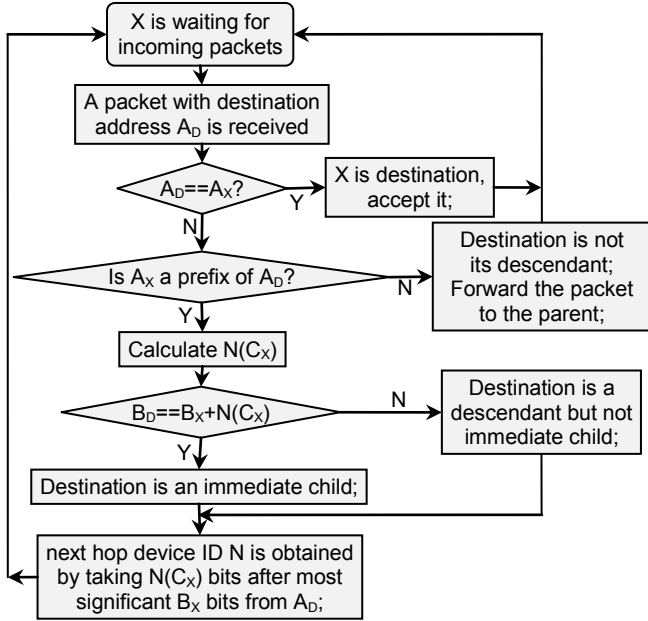 X is waiting for
incoming packets
A packet with destination
address A_D is received
A_D==A_X?
Y
X is destination,
accept it;
N
Is A_X a prefix of A_D?
N
Destination is not
its descendant;
Forward the packet
to the parent;
Y
Calculate N(C_X)
B_D==B_X+N(C_X)
N
Destination is a
descendant but not
immediate child;
Y
Destination is an immediate child;
next hop device ID N is obtained
by taking N(C_X) bits after most
significant B_X bits from A_D;